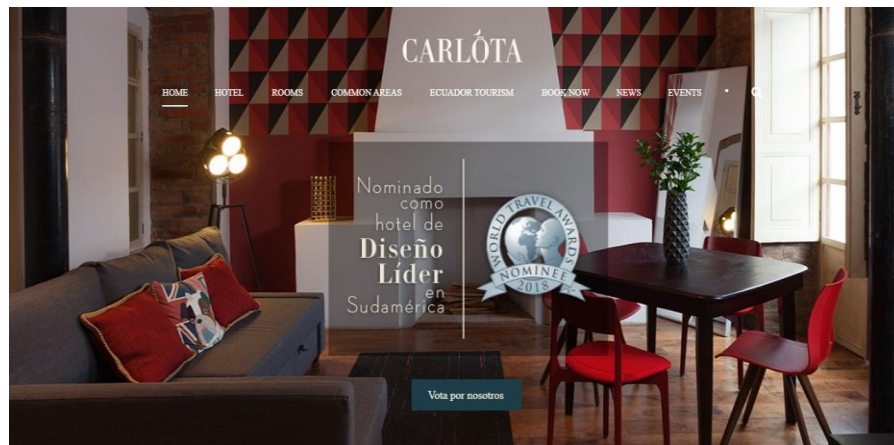 CARLOTA
HOME HOTEL ROOMS COMMON AREAS ECUADOR TOURISM BOOK NOW NEWS EVENTS
Nominado
como
hotel de
Diseño
Líder
en
Sudamérica
WORLD TRAVEL AWARDS
NOMINEE
2018
Vota por nosotros